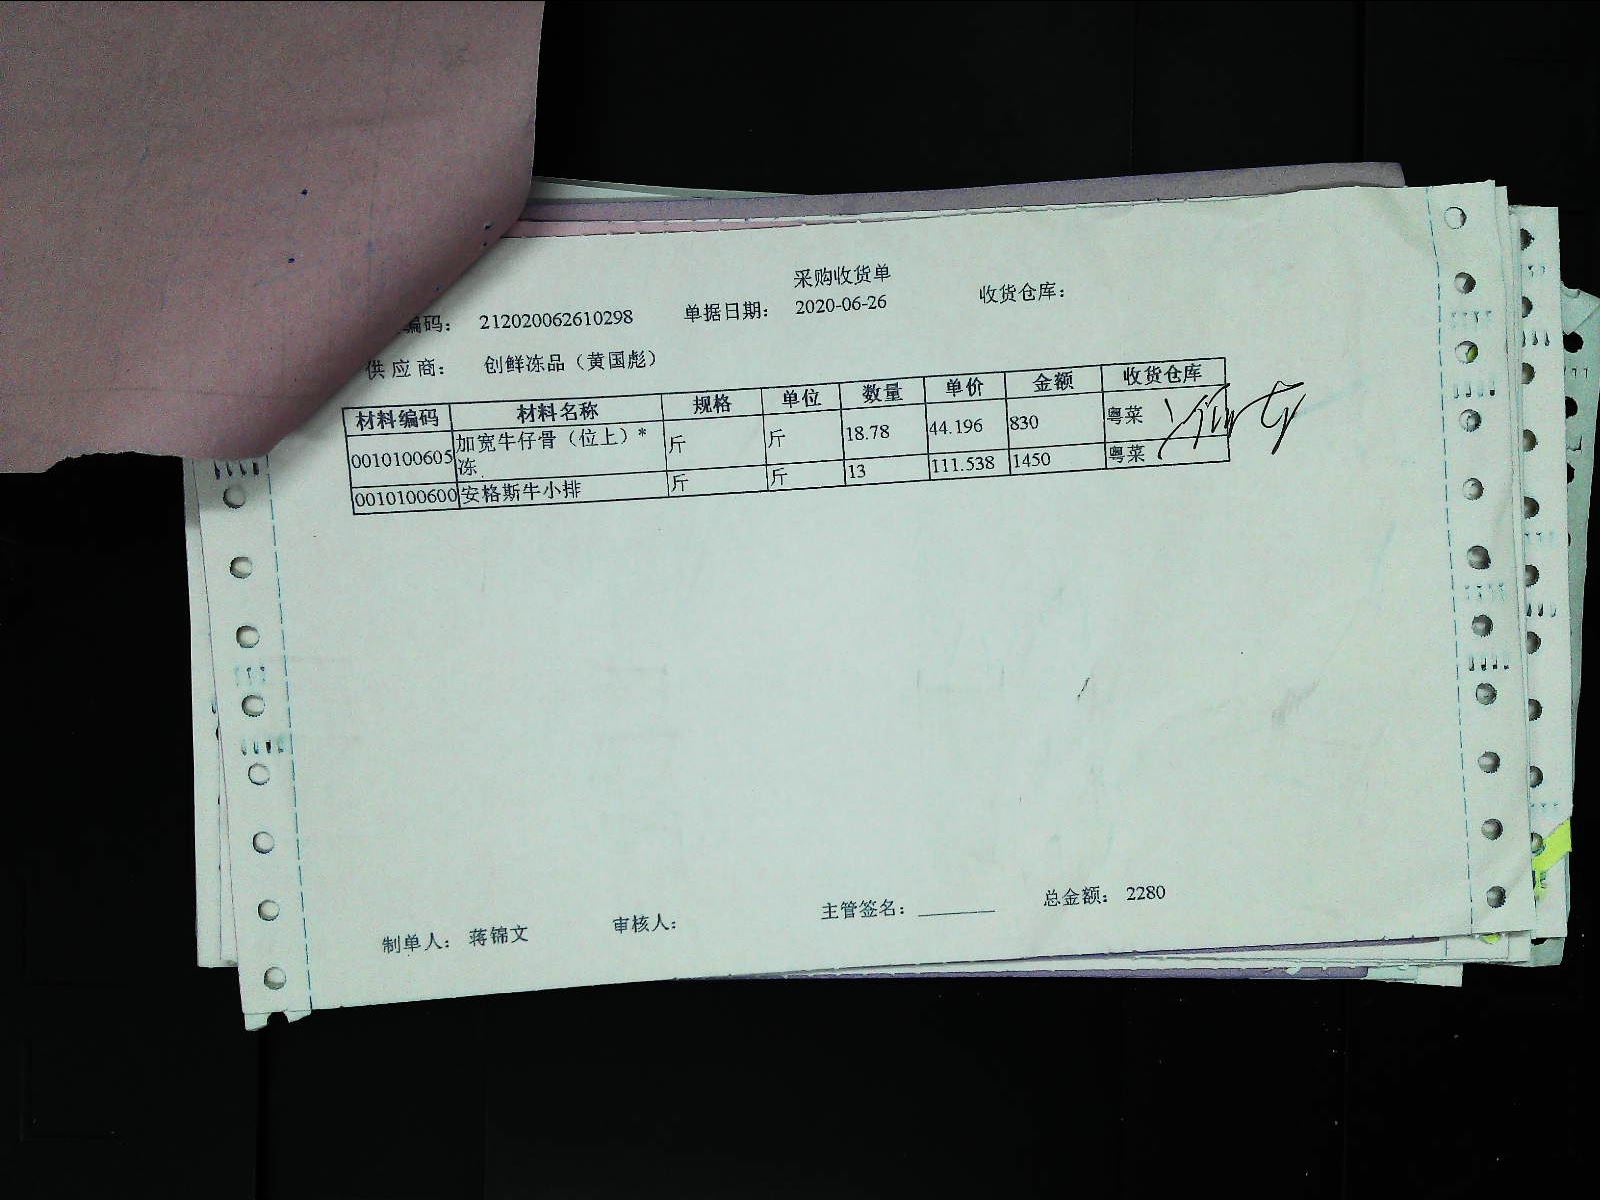 采购收货单
编码： 212020062610298 单据日期： 2020-06-26 收货仓库：
供应商： 创鲜冻品（黄国彪）
材料编码 材料名称 规格 单位 数量 单价 金额 收货仓库
0010100605 加宽牛仔骨（位上）*冻 斤 斤 18.78 44.196 830 粤菜
0010100600 安格斯牛小排 斤 斤 13 111.538 1450 粤菜
制单人： 蒋锦文 审核人： 主管签名： 总金额： 2280